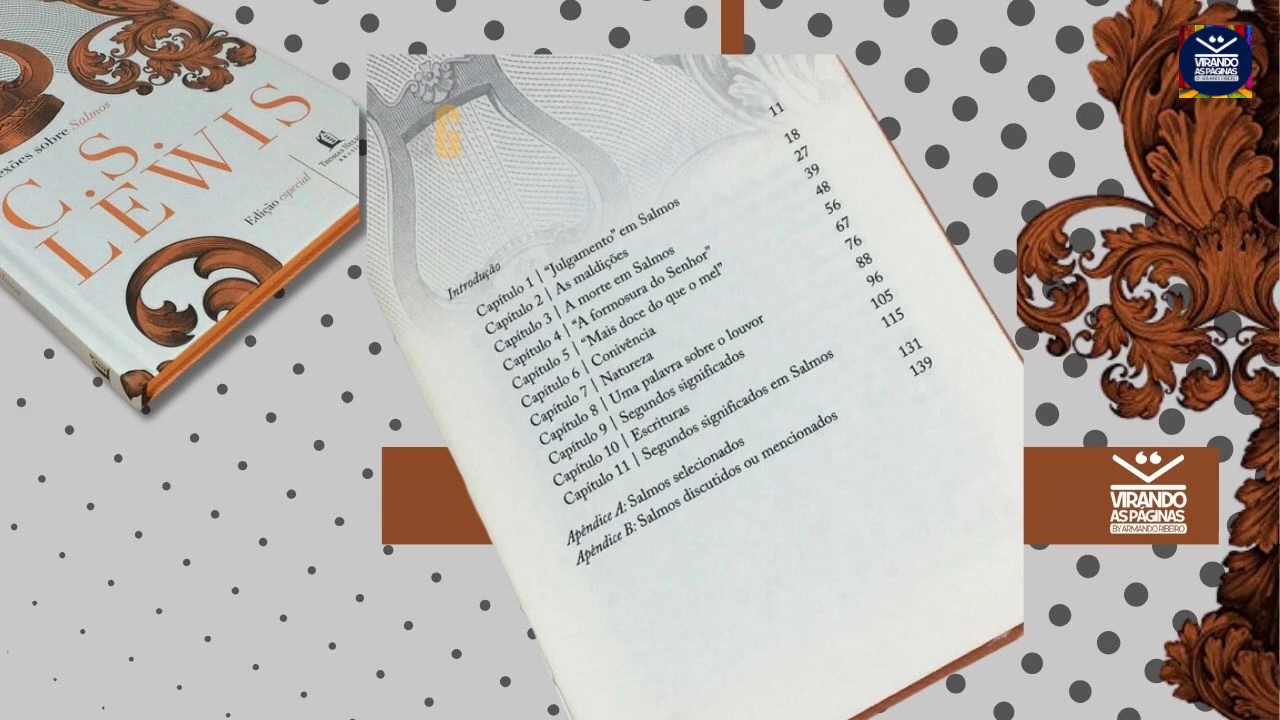 sobre Salmos
C. S.
LEWIS
Edição especial
THOMAS
G
Introdução 11
Capítulo 1 | “Julgamento” em Salmos 18
Capítulo 2 | As maldições 27
Capítulo 3 | A morte em Salmos 39
Capítulo 4 | “A formosura do Senhor” 48
Capítulo 5 | “Mais doce do que o mel” 56
Capítulo 6 | Conivência 67
Capítulo 7 | Natureza 76
Capítulo 8 | Uma palavra sobre o louvor 88
Capítulo 9 | Segundos significados 96
Capítulo 10 | Escrituras 105
Capítulo 11 | Segundos significados em Salmos 115
Apêndice A: Salmos selecionados 131
Apêndice B: Salmos discutidos ou mencionados 139
VIRANDO
AS PÁGINAS
BY ARMANDO RIBEIRO
VIRANDO
AS PÁGINAS
BY ARMANDO RIBEIRO